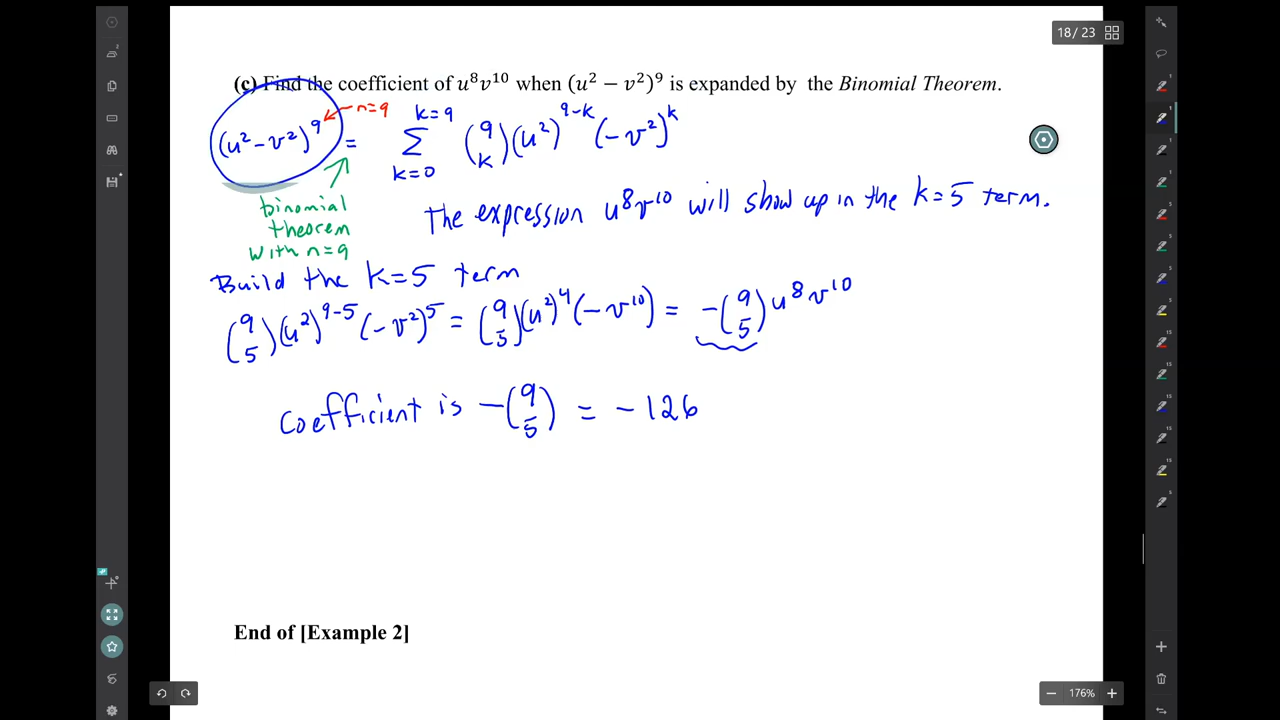 18 / 23
(c) Find the coefficient of u⁸v¹⁰ when (u² − v²)⁹ is expanded by the Binomial Theorem.
(u² − v²)⁹ ← n=9 = Σ k=0 k=9 (9 k)(u²)⁹⁻ᵏ(−v²)ᵏ
binomial theorem with n=9
The expression u⁸v¹⁰ will show up in the k=5 term.
Build the k=5 term
(9 5)(u²)⁹⁻⁵(−v²)⁵ = (9 5)(u²)⁴(−v¹⁰) = −(9 5)u⁸v¹⁰
Coefficient is −(9 5) = −126
End of [Example 2]
176%